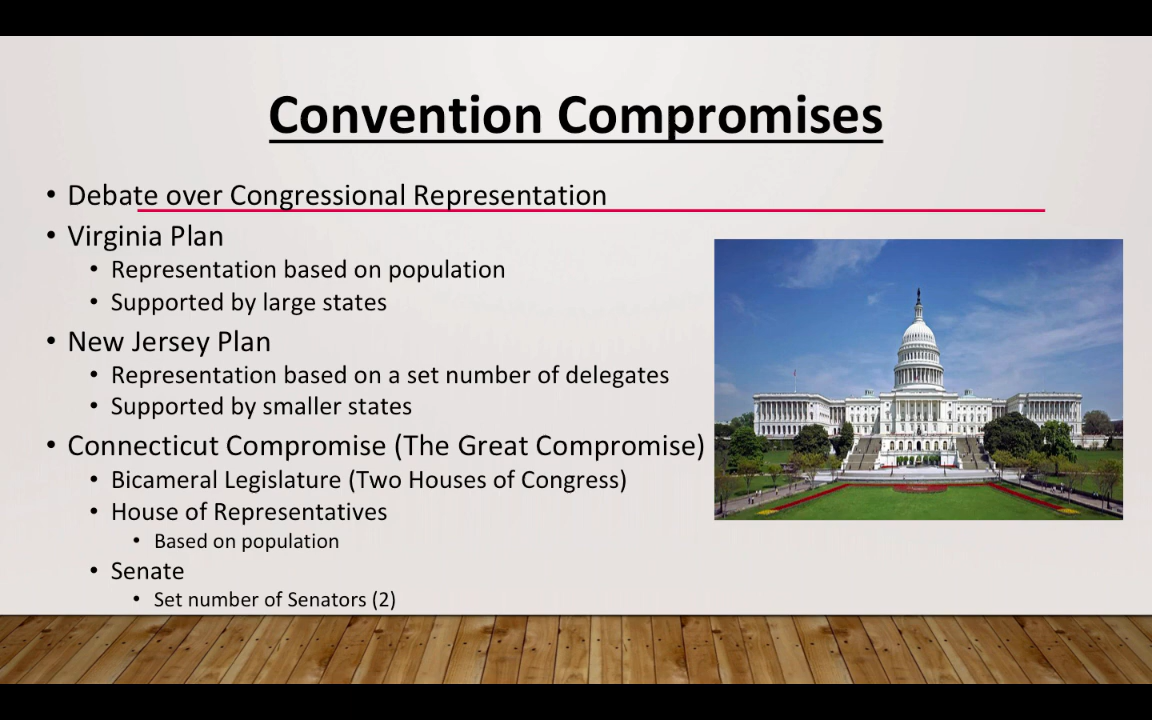 Convention Compromises
• Debate over Congressional Representation
• Virginia Plan
• Representation based on population
• Supported by large states
• New Jersey Plan
• Representation based on a set number of delegates
• Supported by smaller states
• Connecticut Compromise (The Great Compromise)
• Bicameral Legislature (Two Houses of Congress)
• House of Representatives
• Based on population
• Senate
• Set number of Senators (2)